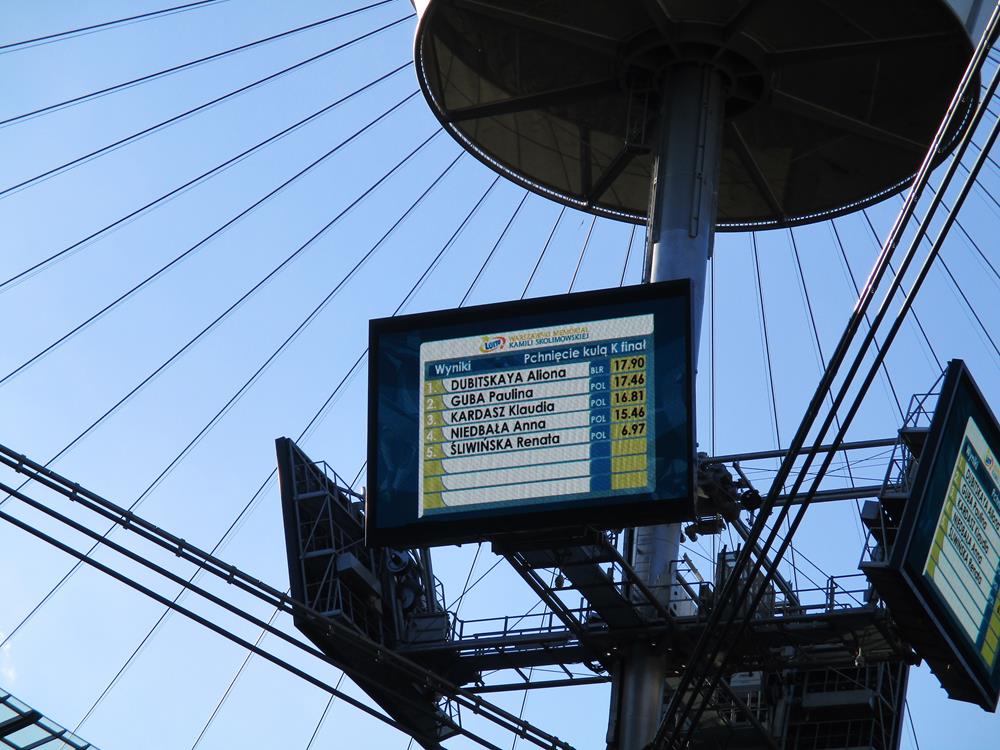 LOTTO WARSZAWSKI MEMORIAŁ
KAMILI SKOLIMOWSKIEJ
Wyniki Pchnięcie kulą K finał
1. DUBITSKAYA Aliona BLR 17.90
2. GUBA Paulina POL 17.46
3. KARDASZ Klaudia POL 16.81
4. NIEDBAŁA Anna POL 15.46
5. ŚLIWIŃSKA Renata POL 6.97
Wyniki